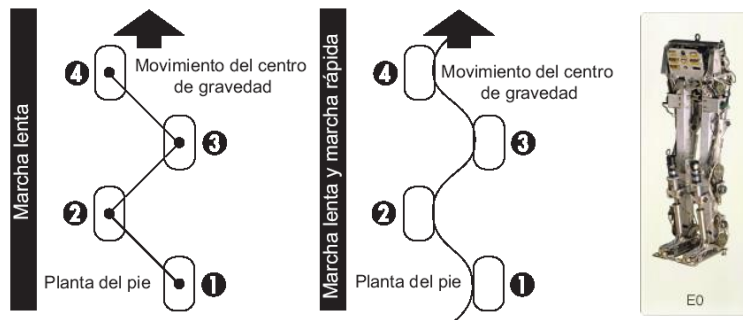 Marcha lenta
4
Movimiento del centro
de gravedad
3
2
Planta del pie
1
Marcha lenta y marcha rápida
4
Movimiento del centro
de gravedad
3
2
Planta del pie
1
E0